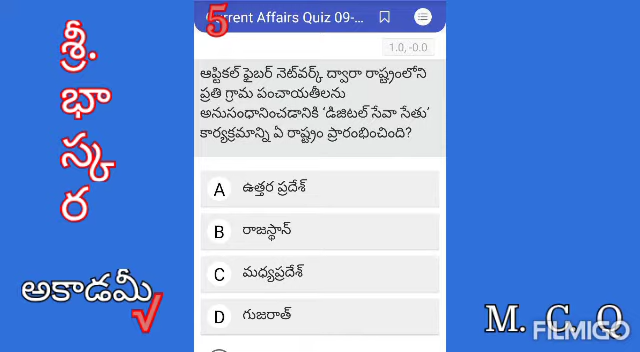 శ్రీ.
భా
స్క
ర
అకాడమీ
5
Current Affairs Quiz 09-...
1.0, -0.0
ఆప్టికల్ ఫైబర్ నెట్‌వర్క్ ద్వారా రాష్ట్రంలోని
ప్రతి గ్రామ పంచాయతీలను
అనుసంధానించడానికి ‘డిజిటల్ సేవా సేతు’
కార్యక్రమాన్ని ఏ రాష్ట్రం ప్రారంభించింది?
A ఉత్తర ప్రదేశ్
B రాజస్థాన్
C మధ్యప్రదేశ్
D గుజరాత్
M. C. Q
FILMIGO